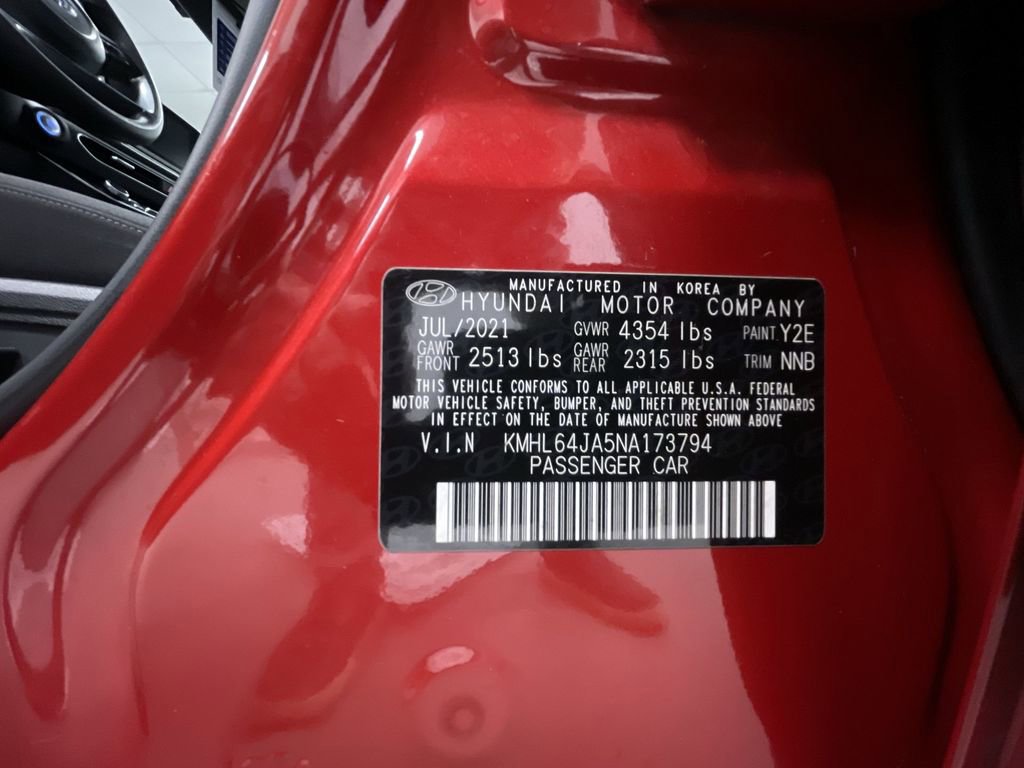 MANUFACTURED IN KOREA BY
HYUNDAI MOTOR COMPANY
JUL/2021 GVWR 4354 lbs PAINT Y2E
GAWR FRONT 2513 lbs GAWR REAR 2315 lbs TRIM NNB
THIS VEHICLE CONFORMS TO ALL APPLICABLE U.S.A. FEDERAL
MOTOR VEHICLE SAFETY, BUMPER, AND THEFT PREVENTION STANDARDS
IN EFFECT ON THE DATE OF MANUFACTURE SHOWN ABOVE
V.I.N KMHL64JA5NA173794
PASSENGER CAR